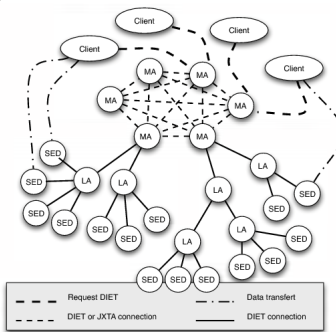 Client
Client
Client
Client
MA
MA
MA
MA
MA
MA
SED
LA
SED
LA
LA
LA
SED
SED
SED
SED
SED
SED
SED
SED
LA
LA
SED
SED
SED
SED
SED
SED
Request DIET
Data transfert
DIET or JXTA connection
DIET connection